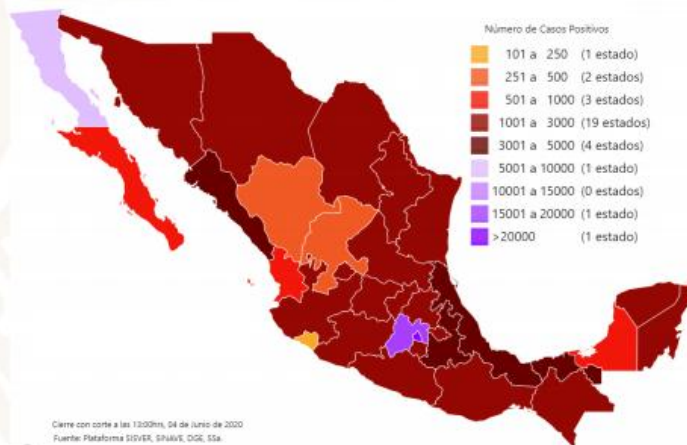 Número de Casos Positivos
101 a 250 (1 estado)
251 a 500 (2 estados)
501 a 1000 (3 estados)
1001 a 3000 (19 estados)
3001 a 5000 (4 estados)
5001 a 10000 (1 estado)
10001 a 15000 (0 estados)
15001 a 20000 (1 estado)
>20000 (1 estado)
Cierre con corte a las 13:00hrs, 04 de Junio de 2020
Fuente: Plataforma SISVER, SINAVE, DGE, SSa.